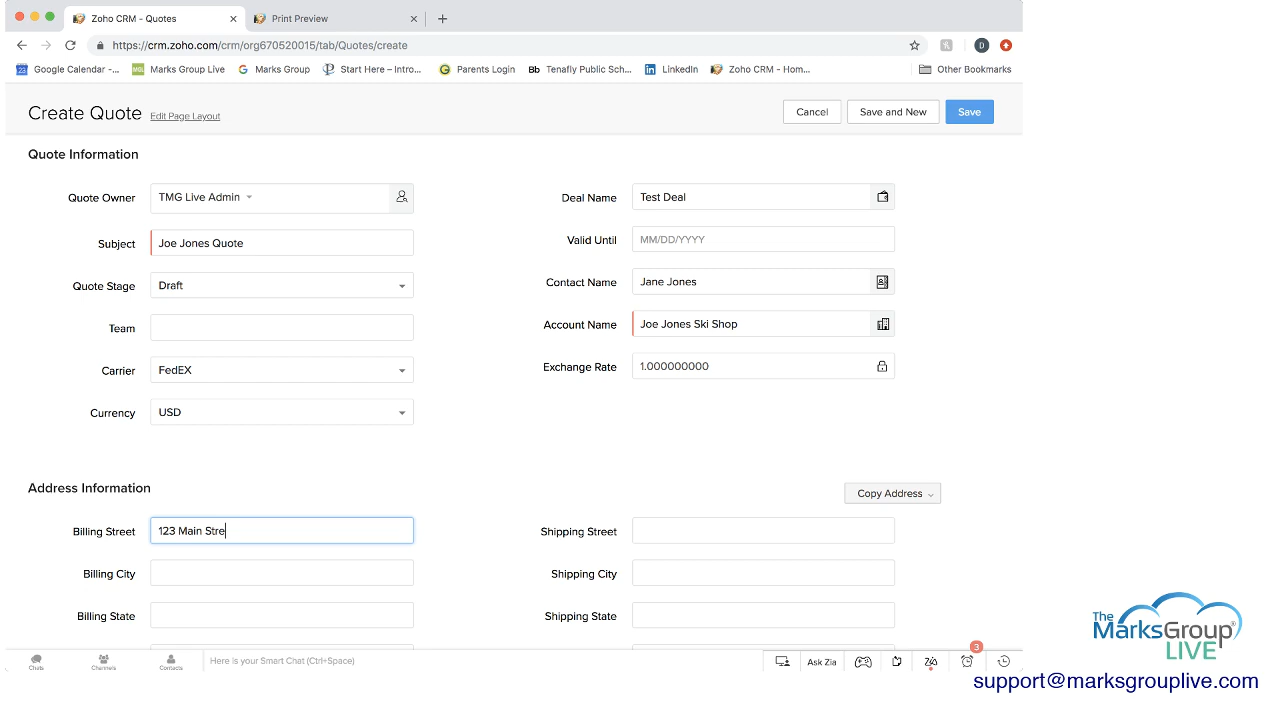 Zoho CRM - Quotes
Print Preview
https://crm.zoho.com/crm/org670520015/tab/Quotes/create
D
23 Google Calendar -...
MGL Marks Group Live
G Marks Group
Start Here – Intro...
Parents Login
Bb Tenafly Public Sch...
in LinkedIn
Zoho CRM - Hom...
Other Bookmarks
Create Quote Edit Page Layout
Cancel
Save and New
Save
Quote Information
Quote Owner TMG Live Admin
Deal Name Test Deal
Subject Joe Jones Quote
Valid Until MM/DD/YYYY
Quote Stage Draft
Contact Name Jane Jones
Team
Account Name Joe Jones Ski Shop
Carrier FedEX
Exchange Rate 1.000000000
Currency USD
Address Information
Copy Address
Billing Street 123 Main Stre
Shipping Street
Billing City
Shipping City
Billing State
Shipping State
Chats
Channels
Contacts
Here is your Smart Chat (Ctrl+Space)
Ask Zia
3
The
MarksGroup®
LIVE
support@marksgrouplive.com